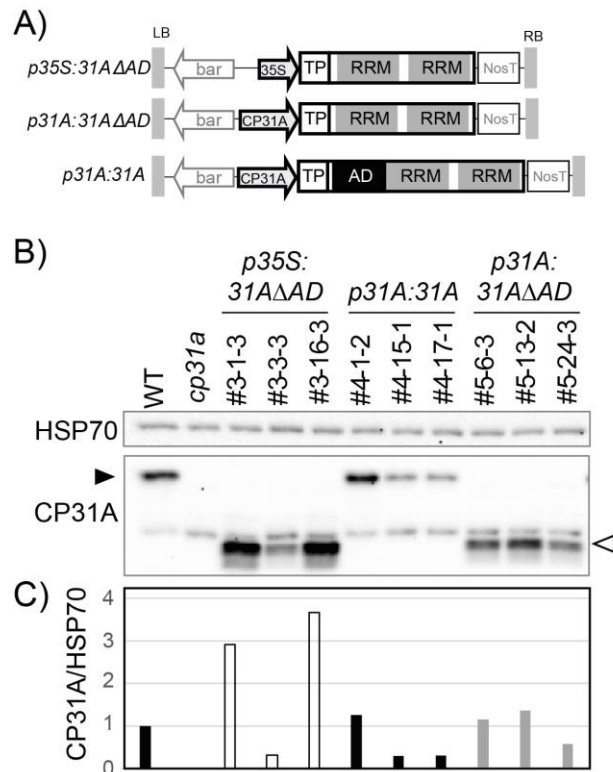 A)
LB
RB
p35S:31AΔAD
bar
35S
TP
RRM
RRM
NosT
p31A:31AΔAD
bar
CP31A
TP
RRM
RRM
NosT
p31A:31A
bar
CP31A
TP
AD
RRM
RRM
NosT
B)
p35S:
31AΔAD
p31A:31A
p31A:
31AΔAD
WT
cp31a
#3-1-3
#3-3-3
#3-16-3
#4-1-2
#4-15-1
#4-17-1
#5-6-3
#5-13-2
#5-24-3
HSP70
CP31A
C)
CP31A/HSP70
4
3
2
1
0